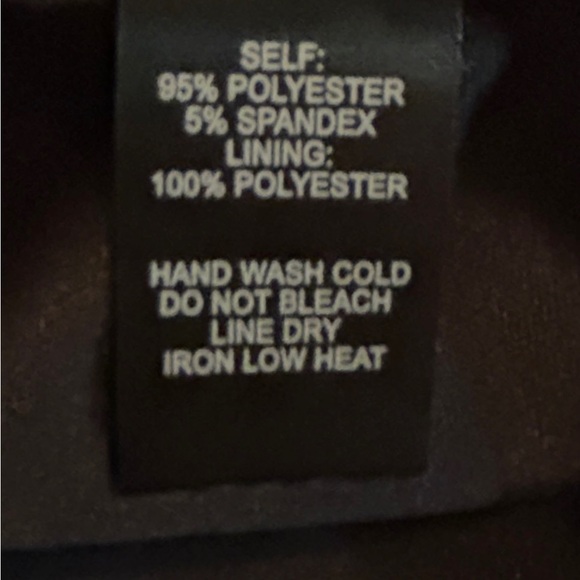 SELF:
95% POLYESTER
5% SPANDEX
LINING:
100% POLYESTER
HAND WASH COLD
DO NOT BLEACH
LINE DRY
IRON LOW HEAT